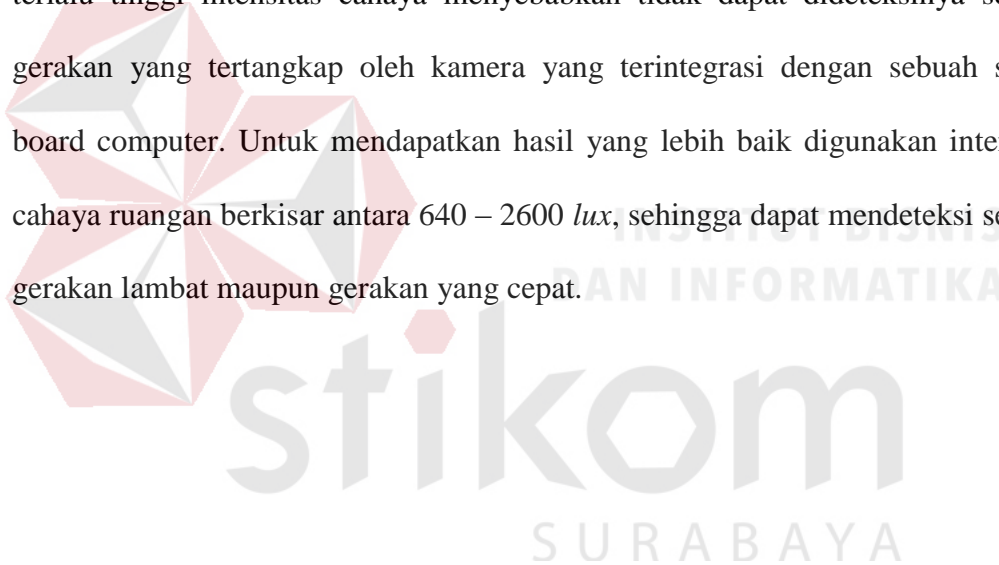 terlalu tinggi intensitas cahaya menyebabkan tidak dapat dideteksinya
gerakan yang tertangkap oleh kamera yang terintegrasi dengan sebuah
board computer. Untuk mendapatkan hasil yang lebih baik digunakan
cahaya ruangan berkisar antara 640 – 2600 lux, sehingga dapat mendeteksi
gerakan lambat maupun gerakan yang cepat.
INSTITUT BISNIS
DAN INFORMATIKA
stikom
SURABAYA